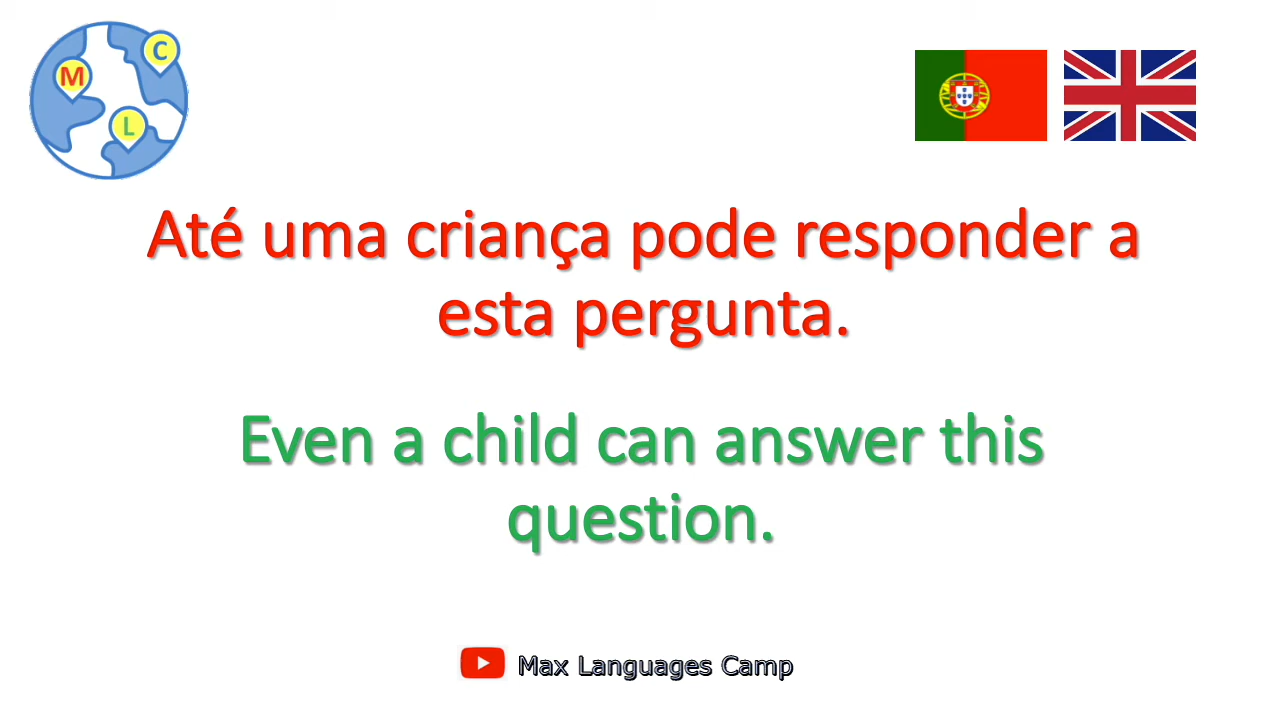 M
C
L
Até uma criança pode responder a
esta pergunta.
Even a child can answer this
question.
Max Languages Camp